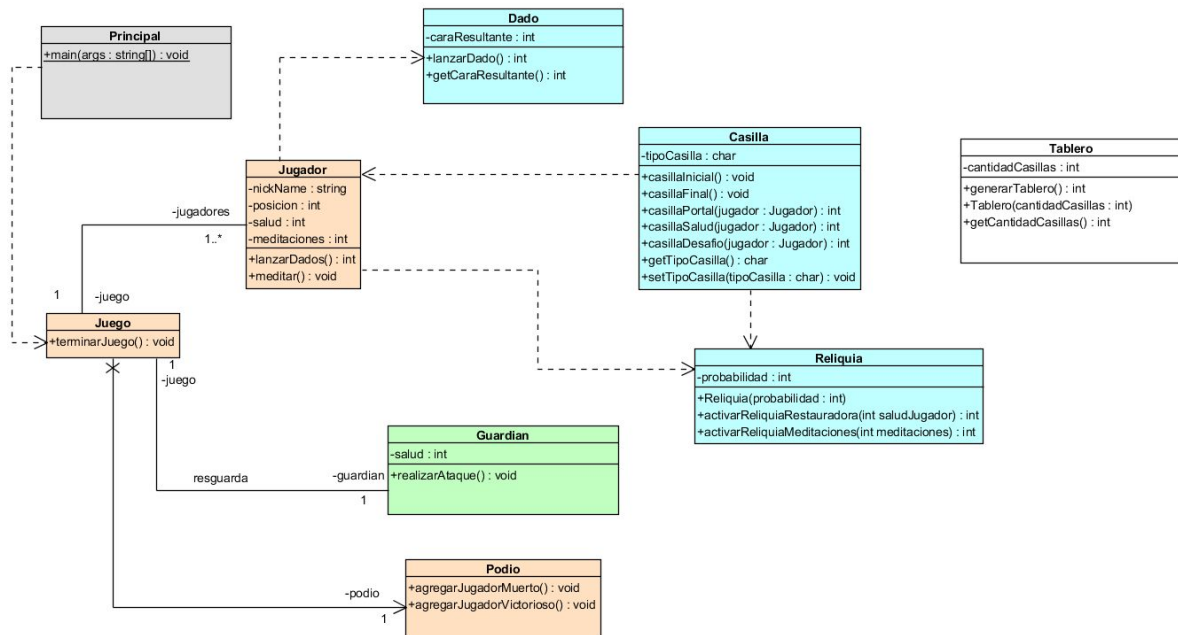 Principal
+main(args : string[]) : void
Dado
-caraResultante : int
+lanzarDado() : int
+getCaraResultante() : int
Casilla
-tipoCasilla : char
+casillaInicial() : void
+casillaFinal() : void
+casillaPortal(jugador : Jugador) : int
+casillaSalud(jugador : Jugador) : int
+casillaDesafio(jugador : Jugador) : int
+getTipoCasilla() : char
+setTipoCasilla(tipoCasilla : char) : void
Tablero
-cantidadCasillas : int
+generarTablero() : int
+Tablero(cantidadCasillas : int)
+getCantidadCasillas() : int
Jugador
-nickName : string
-posicion : int
-salud : int
-meditaciones : int
+lanzarDados() : int
+meditar() : void
-jugadores
1..*
1
-juego
Juego
+terminarJuego() : void
1
-juego
Reliquia
-probabilidad : int
+Reliquia(probabilidad : int)
+activarReliquiaRestauradora(int saludJugador) : int
+activarReliquiaMeditaciones(int meditaciones) : int
Guardian
-salud : int
+realizarAtaque() : void
resguarda
-guardian
1
Podio
+agregarJugadorMuerto() : void
+agregarJugadorVictorioso() : void
-podio
1